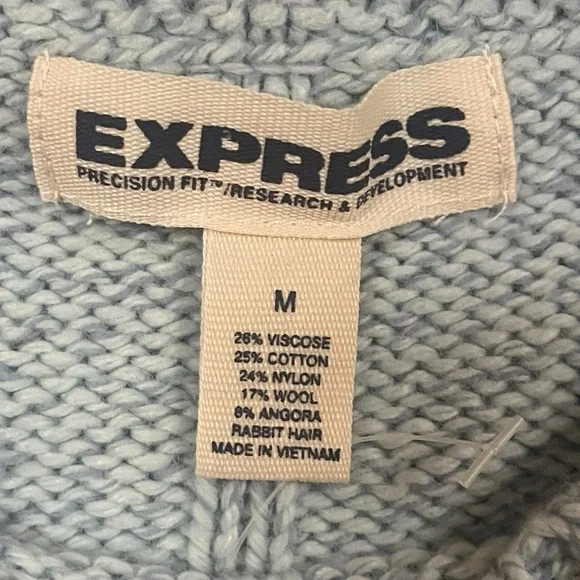 EXPRESS
PRECISION FIT™/RESEARCH & DEVELOPMENT
M
26% VISCOSE
25% COTTON
24% NYLON
17% WOOL
8% ANGORA
RABBIT HAIR
MADE IN VIETNAM